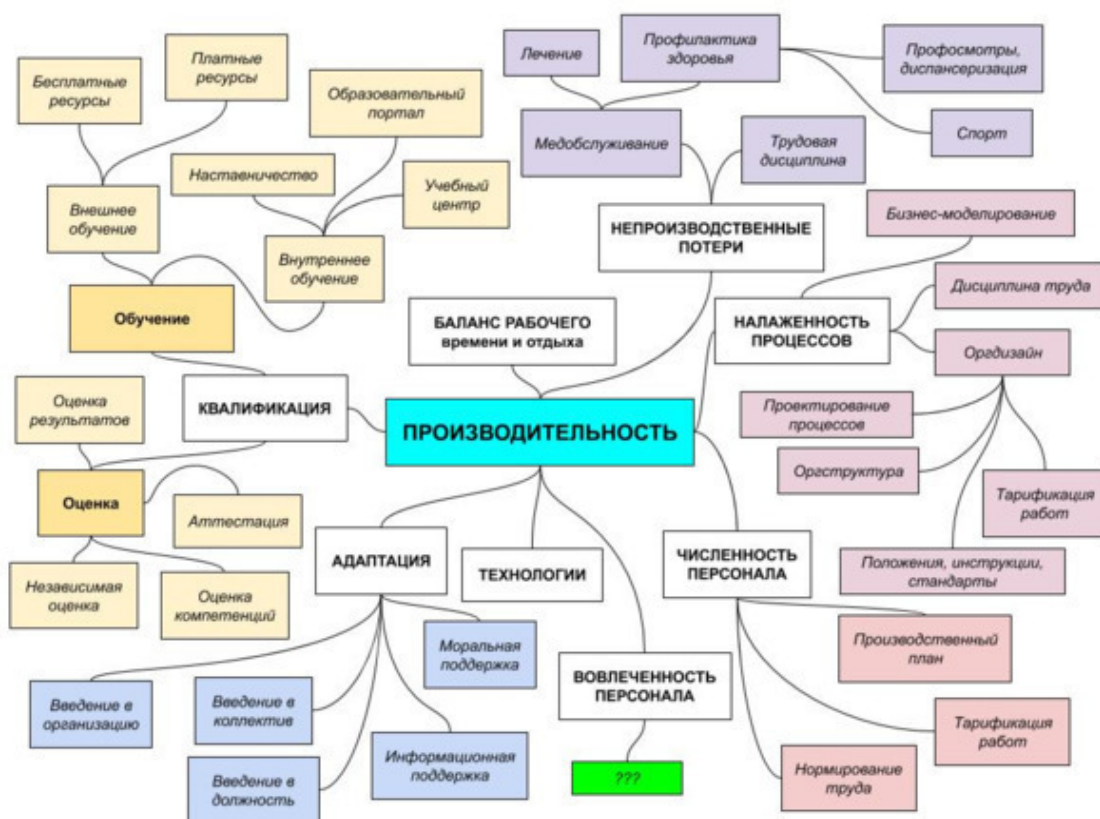 Бесплатные
ресурсы
Платные
ресурсы
Образовательный
портал
Наставничество
Учебный
центр
Внешнее
обучение
Внутреннее
обучение
Обучение
Лечение
Профилактика
здоровья
Профосмотры,
диспансеризация
Спорт
Медобслуживание
Трудовая
дисциплина
НЕПРОИЗВОДСТВЕННЫЕ
ПОТЕРИ
Бизнес-моделирование
Дисциплина труда
НАЛАЖЕННОСТЬ
ПРОЦЕССОВ
Оргдизайн
БАЛАНС РАБОЧЕГО
времени и отдыха
Проектирование
процессов
Оргструктура
Тарификация
работ
Положения, инструкции,
стандарты
КВАЛИФИКАЦИЯ
ПРОИЗВОДИТЕЛЬНОСТЬ
Оценка
результатов
Оценка
Аттестация
Независимая
оценка
Оценка
компетенций
АДАПТАЦИЯ
ТЕХНОЛОГИИ
ЧИСЛЕННОСТЬ
ПЕРСОНАЛА
Моральная
поддержка
ВОВЛЕЧЕННОСТЬ
ПЕРСОНАЛА
Производственный
план
Введение в
организацию
Введение в
коллектив
Введение в
должность
Информационная
поддержка
???
Тарификация
работ
Нормирование
труда